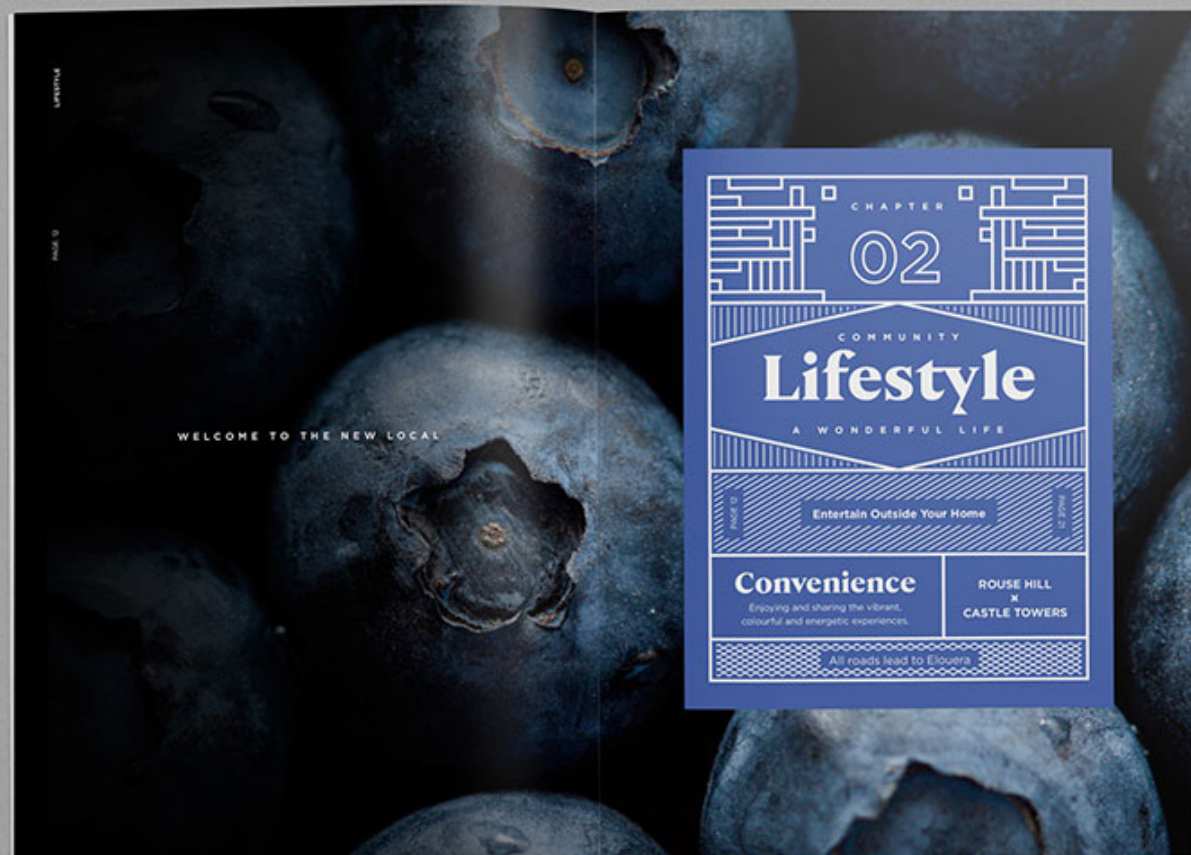 LIFESTYLE
PAGE 12
WELCOME TO THE NEW LOCAL
CHAPTER
02
COMMUNITY
Lifestyle
A WONDERFUL LIFE
PAGE 12
Entertain Outside Your Home
PAGE 21
Convenience
Enjoying and sharing the vibrant,
colourful and energetic experiences.
ROUSE HILL
×
CASTLE TOWERS
All roads lead to Elouera